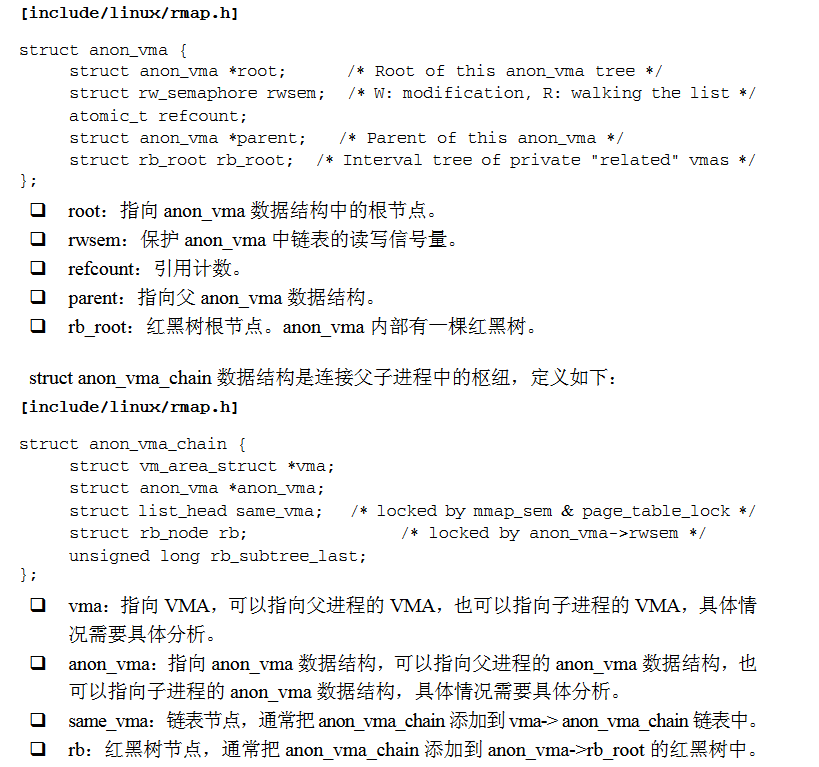 [include/linux/rmap.h]
struct anon_vma {
struct anon_vma *root; /* Root of this anon_vma tree */
struct rw_semaphore rwsem; /* W: modification, R: walking the list */
atomic_t refcount;
struct anon_vma *parent; /* Parent of this anon_vma */
struct rb_root rb_root; /* Interval tree of private "related" vmas */
};
❑ root：指向 anon_vma 数据结构中的根节点。
❑ rwsem：保护 anon_vma 中链表的读写信号量。
❑ refcount：引用计数。
❑ parent：指向父 anon_vma 数据结构。
❑ rb_root：红黑树根节点。anon_vma 内部有一棵红黑树。
struct anon_vma_chain 数据结构是连接父子进程中的枢纽，定义如下：
[include/linux/rmap.h]
struct anon_vma_chain {
struct vm_area_struct *vma;
struct anon_vma *anon_vma;
struct list_head same_vma; /* locked by mmap_sem & page_table_lock */
struct rb_node rb; /* locked by anon_vma->rwsem */
unsigned long rb_subtree_last;
};
❑ vma：指向 VMA，可以指向父进程的 VMA，也可以指向子进程的 VMA，具体情
况需要具体分析。
❑ anon_vma：指向 anon_vma 数据结构，可以指向父进程的 anon_vma 数据结构，也
可以指向子进程的 anon_vma 数据结构，具体情况需要具体分析。
❑ same_vma：链表节点，通常把 anon_vma_chain 添加到 vma-> anon_vma_chain 链表中。
❑ rb：红黑树节点，通常把 anon_vma_chain 添加到 anon_vma->rb_root 的红黑树中。